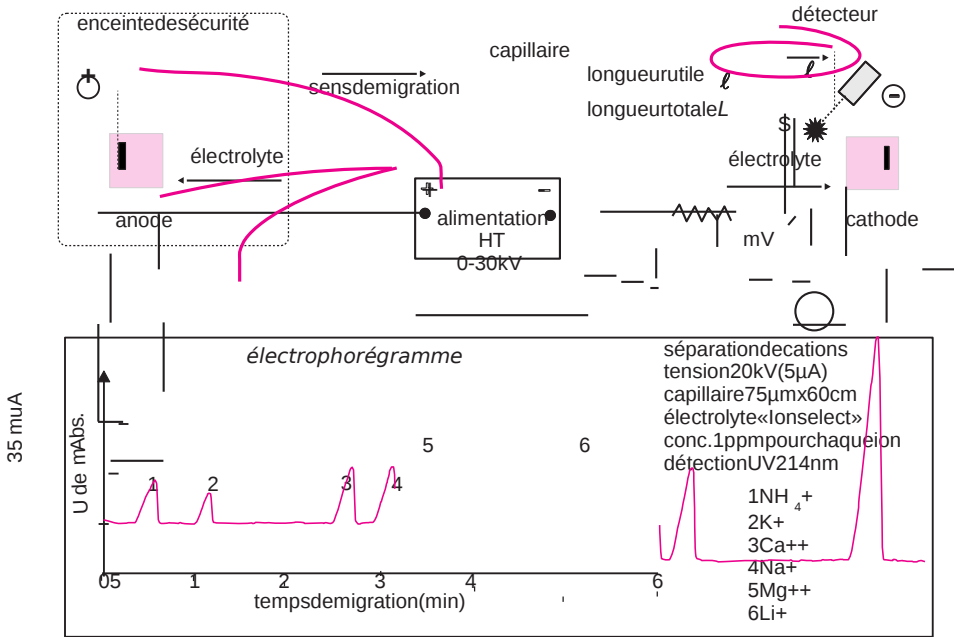 enceintedesécurité
détecteur
capillaire
longueurutile
ℓ
ℓ
sensdemigration
longueurtotaleL
+
−
S
électrolyte
électrolyte
+
-
anode
alimentation
HT
0-30kV
mV
cathode
électrophorégramme
séparationdecations
tension20kV(5µA)
capillaire75µmx60cm
électrolyte«Ionselect»
conc.1ppmpourchaqueion
détectionUV214nm
35 muA
U de mAbs.
1
2
3
4
5
6
1NH4+
2K+
3Ca++
4Na+
5Mg++
6Li+
05
1
2
3
4
6
tempsdemigration(min)